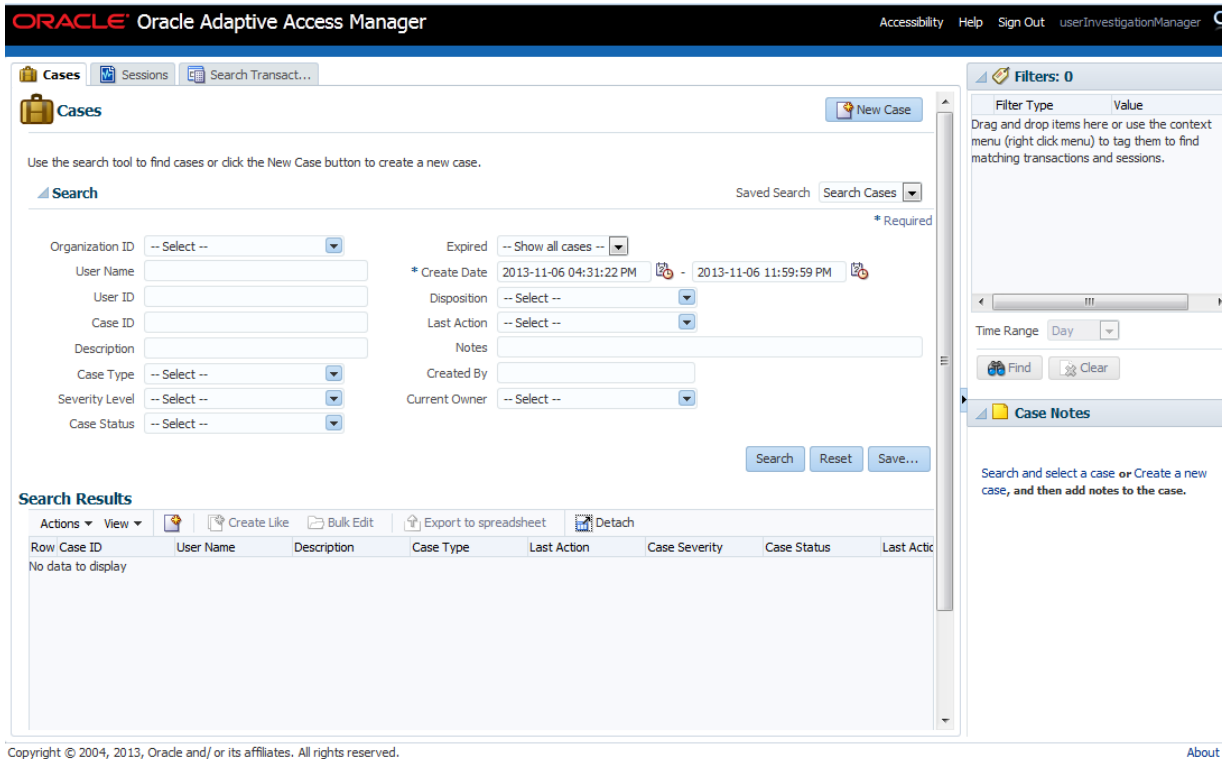 ORACLE Oracle Adaptive Access Manager
Accessibility Help Sign Out userInvestigationManager
Cases Sessions Search Transact...
Cases
New Case
Use the search tool to find cases or click the New Case button to create a new case.
Search
Saved Search Search Cases
* Required
Organization ID -- Select --
Expired -- Show all cases --
User Name
* Create Date 2013-11-06 04:31:22 PM - 2013-11-06 11:59:59 PM
User ID
Disposition -- Select --
Case ID
Last Action -- Select --
Description
Notes
Case Type -- Select --
Created By
Severity Level -- Select --
Current Owner -- Select --
Case Status -- Select --
Search Reset Save...
Search Results
Actions View Create Like Bulk Edit Export to spreadsheet Detach
Row Case ID User Name Description Case Type Last Action Case Severity Case Status Last Actic
No data to display
Filters: 0
Filter Type Value
Drag and drop items here or use the context
menu (right click menu) to tag them to find
matching transactions and sessions.
Time Range Day
Find Clear
Case Notes
Search and select a case or Create a new
case, and then add notes to the case.
Copyright © 2004, 2013, Oracle and/ or its affiliates. All rights reserved.
About